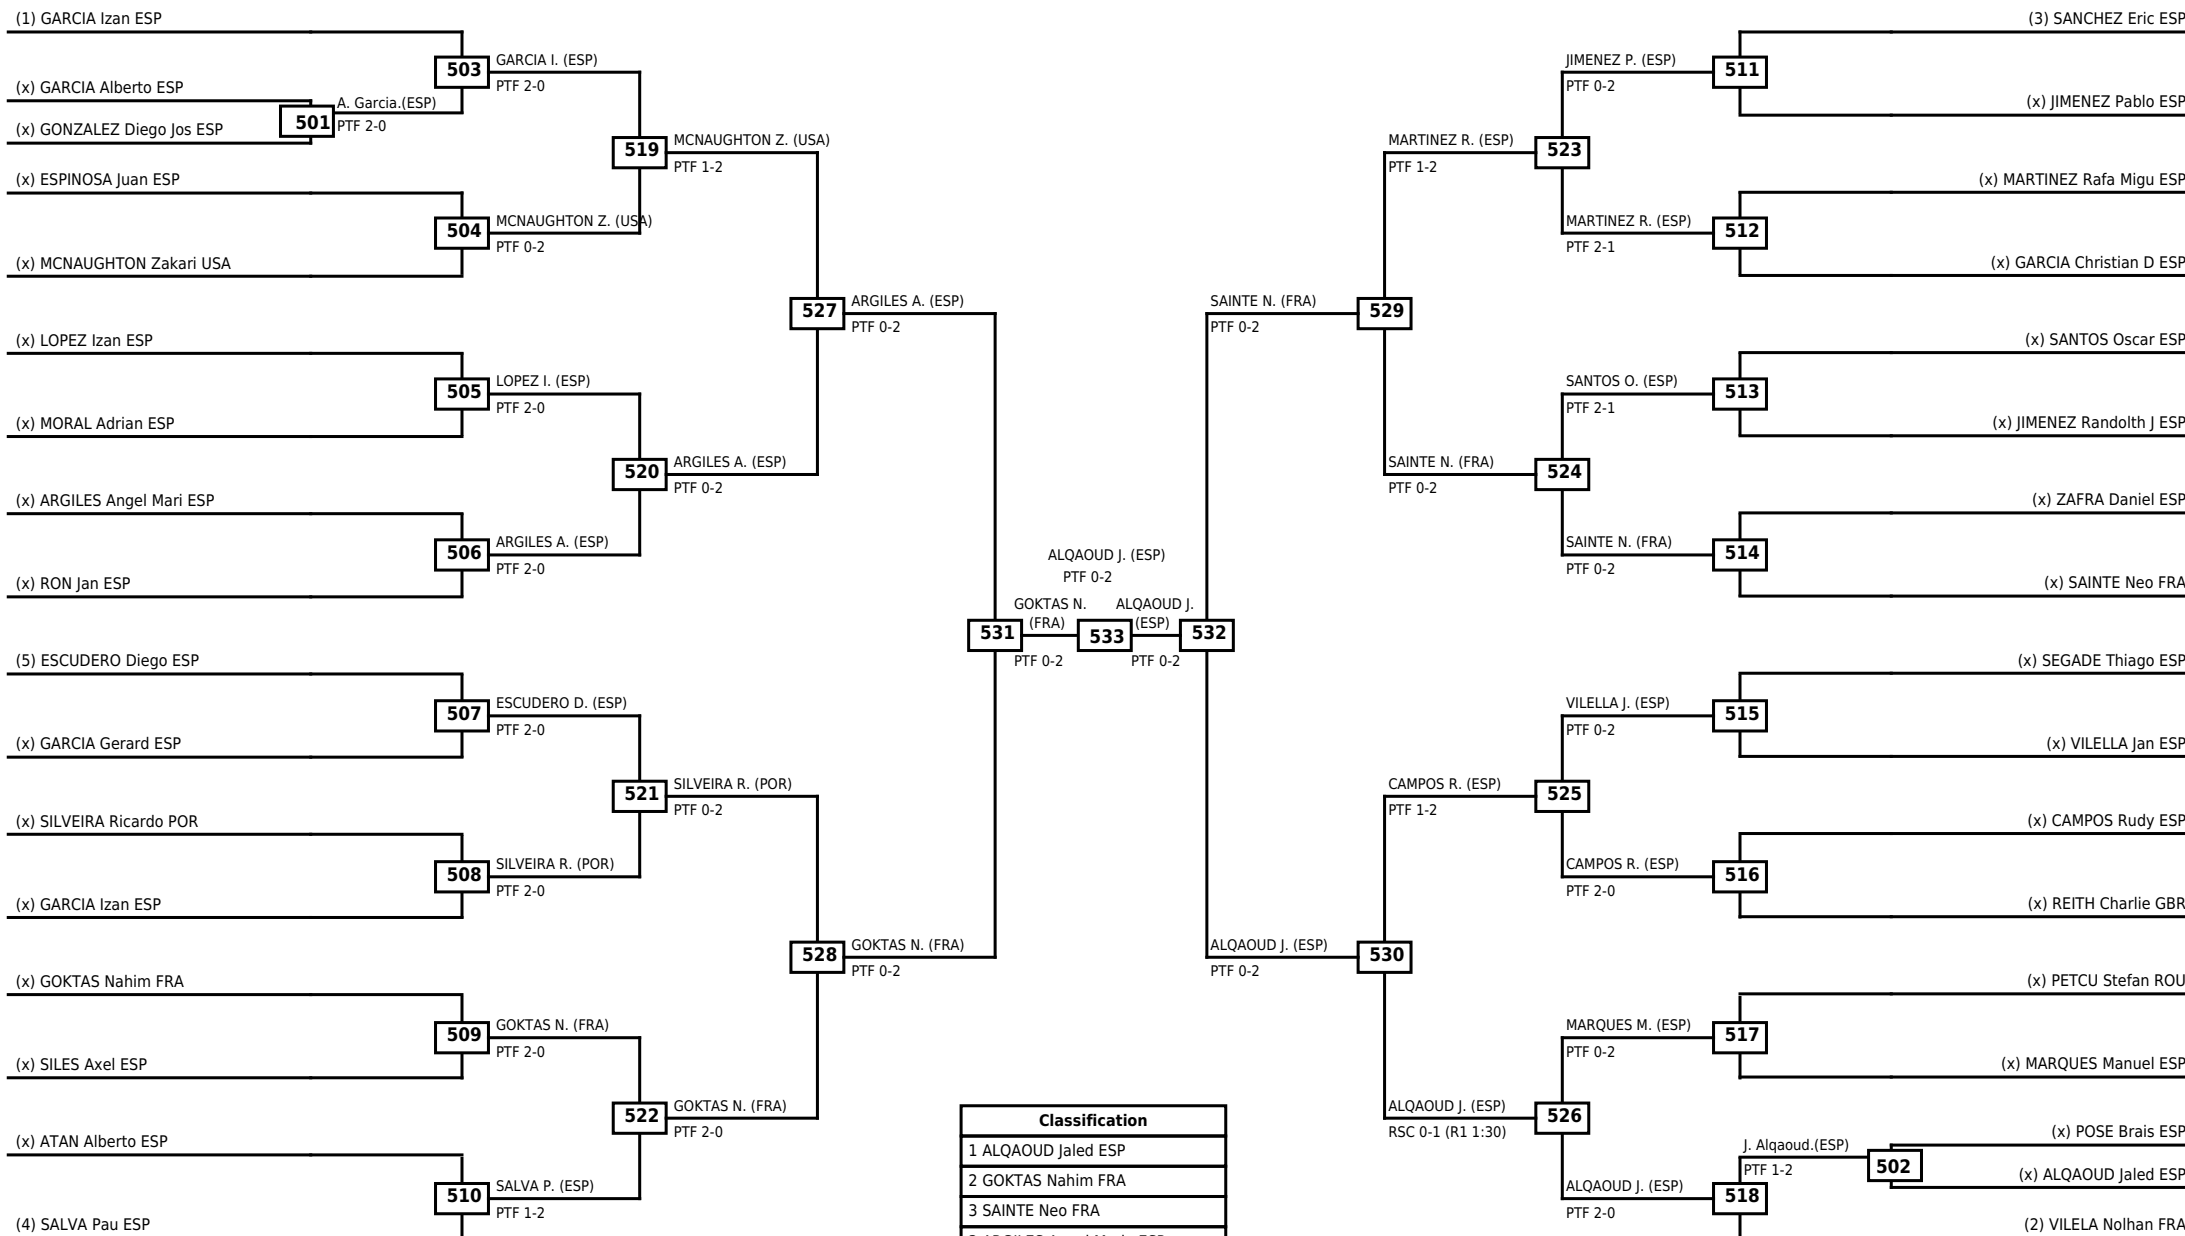 (1) GARCIA Izan ESP
503
GARCIA I. (ESP)
PTF 2-0
(x) GARCIA Alberto ESP
501
A. Garcia.(ESP)
PTF 2-0
(x) GONZALEZ Diego Jos ESP
519
MCNAUGHTON Z. (USA)
PTF 1-2
(x) ESPINOSA Juan ESP
504
MCNAUGHTON Z. (USA)
PTF 0-2
(x) MCNAUGHTON Zakari USA
527
ARGILES A. (ESP)
PTF 0-2
(x) LOPEZ Izan ESP
505
LOPEZ I. (ESP)
PTF 2-0
(x) MORAL Adrian ESP
520
ARGILES A. (ESP)
PTF 0-2
(x) ARGILES Angel Mari ESP
506
ARGILES A. (ESP)
PTF 2-0
(x) RON Jan ESP
(5) ESCUDERO Diego ESP
507
ESCUDERO D. (ESP)
PTF 2-0
(x) GARCIA Gerard ESP
521
SILVEIRA R. (POR)
PTF 0-2
(x) SILVEIRA Ricardo POR
508
SILVEIRA R. (POR)
PTF 2-0
(x) GARCIA Izan ESP
528
GOKTAS N. (FRA)
PTF 0-2
(x) GOKTAS Nahim FRA
509
GOKTAS N. (FRA)
PTF 2-0
(x) SILES Axel ESP
522
GOKTAS N. (FRA)
PTF 2-0
(x) ATAN Alberto ESP
510
SALVA P. (ESP)
PTF 1-2
(4) SALVA Pau ESP
ALQAOUD J. (ESP)
PTF 0-2
531
GOKTAS N.
(FRA)
PTF 0-2
533
ALQAOUD J.
(ESP)
PTF 0-2
532
(3) SANCHEZ Eric ESP
JIMENEZ P. (ESP)
PTF 0-2
511
(x) JIMENEZ Pablo ESP
MARTINEZ R. (ESP)
PTF 1-2
523
(x) MARTINEZ Rafa Migu ESP
MARTINEZ R. (ESP)
PTF 2-1
512
(x) GARCIA Christian D ESP
SAINTE N. (FRA)
PTF 0-2
529
(x) SANTOS Oscar ESP
SANTOS O. (ESP)
PTF 2-1
513
(x) JIMENEZ Randolth J ESP
SAINTE N. (FRA)
PTF 0-2
524
(x) ZAFRA Daniel ESP
SAINTE N. (FRA)
PTF 0-2
514
(x) SAINTE Neo FRA
(x) SEGADE Thiago ESP
VILELLA J. (ESP)
PTF 0-2
515
(x) VILELLA Jan ESP
CAMPOS R. (ESP)
PTF 1-2
525
(x) CAMPOS Rudy ESP
CAMPOS R. (ESP)
PTF 2-0
516
(x) REITH Charlie GBR
ALQAOUD J. (ESP)
PTF 0-2
530
(x) PETCU Stefan ROU
MARQUES M. (ESP)
PTF 0-2
517
(x) MARQUES Manuel ESP
ALQAOUD J. (ESP)
RSC 0-1 (R1 1:30)
526
(x) POSE Brais ESP
J. Alqaoud.(ESP)
PTF 1-2
502
(x) ALQAOUD Jaled ESP
ALQAOUD J. (ESP)
PTF 2-0
518
(2) VILELA Nolhan FRA
Classification
1 ALQAOUD Jaled ESP
2 GOKTAS Nahim FRA
3 SAINTE Neo FRA